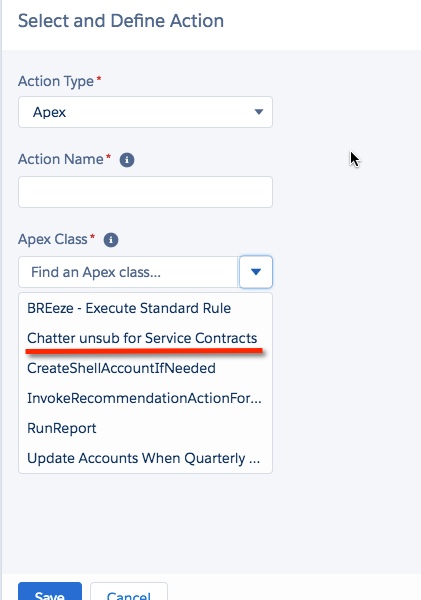 Select and Define Action
Action Type*
Apex
Action Name*
Apex Class*
Find an Apex class...
BREeze - Execute Standard Rule
Chatter unsub for Service Contracts
CreateShellAccountIfNeeded
InvokeRecommendationActionFor...
RunReport
Update Accounts When Quarterly ...
Save
Cancel